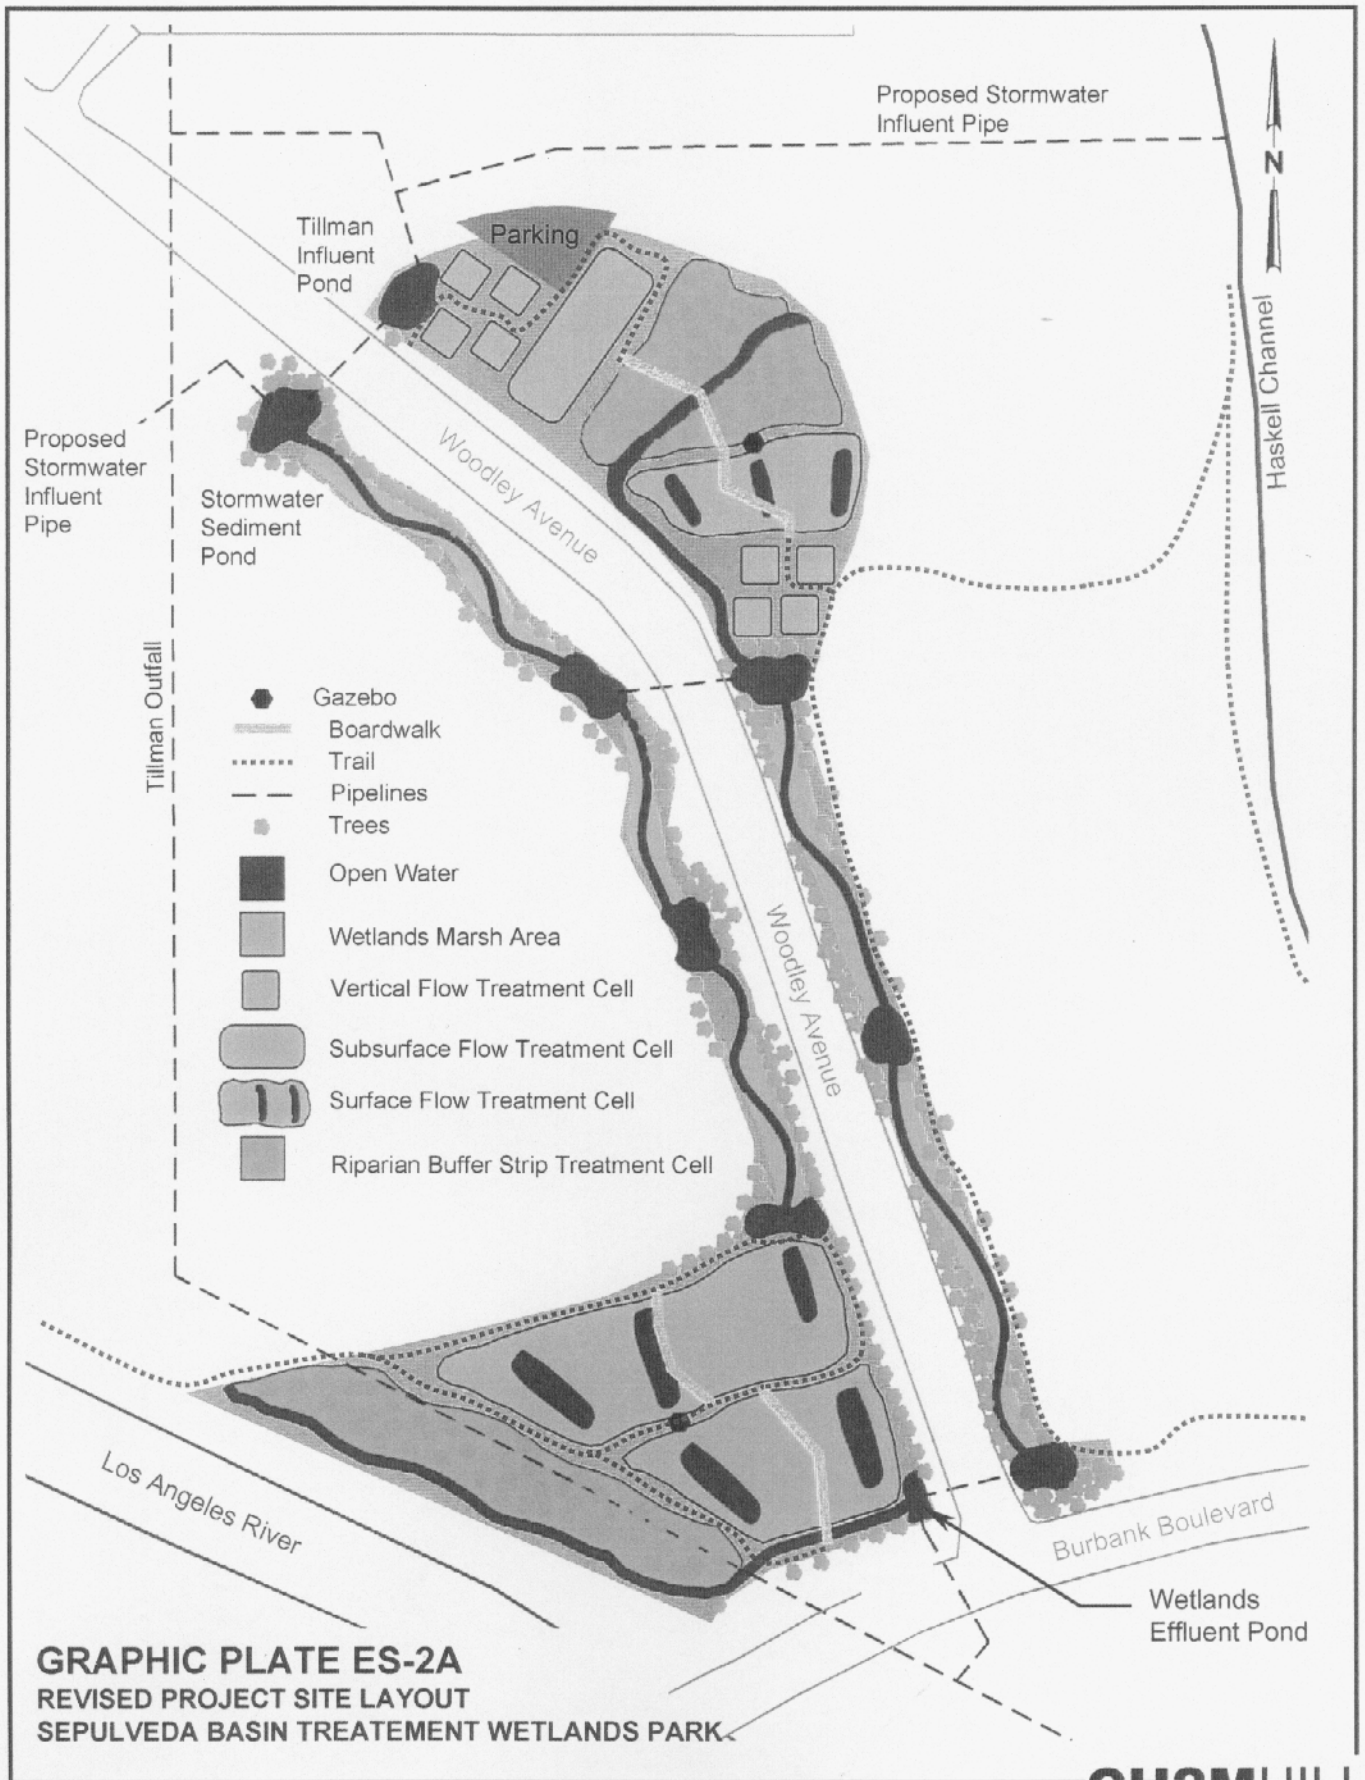 Proposed Stormwater
Influent Pipe
N
Tillman
Influent
Pond
Parking
Haskell Channel
Proposed
Stormwater
Influent
Pipe
Stormwater
Sediment
Pond
Woodley Avenue
Tillman Outfall
Gazebo
Boardwalk
Trail
Pipelines
Trees
Open Water
Wetlands Marsh Area
Vertical Flow Treatment Cell
Subsurface Flow Treatment Cell
Surface Flow Treatment Cell
Riparian Buffer Strip Treatment Cell
Woodley Avenue
Los Angeles River
Burbank Boulevard
Wetlands
Effluent Pond
GRAPHIC PLATE ES-2A
REVISED PROJECT SITE LAYOUT
SEPULVEDA BASIN TREATEMENT WETLANDS PARK